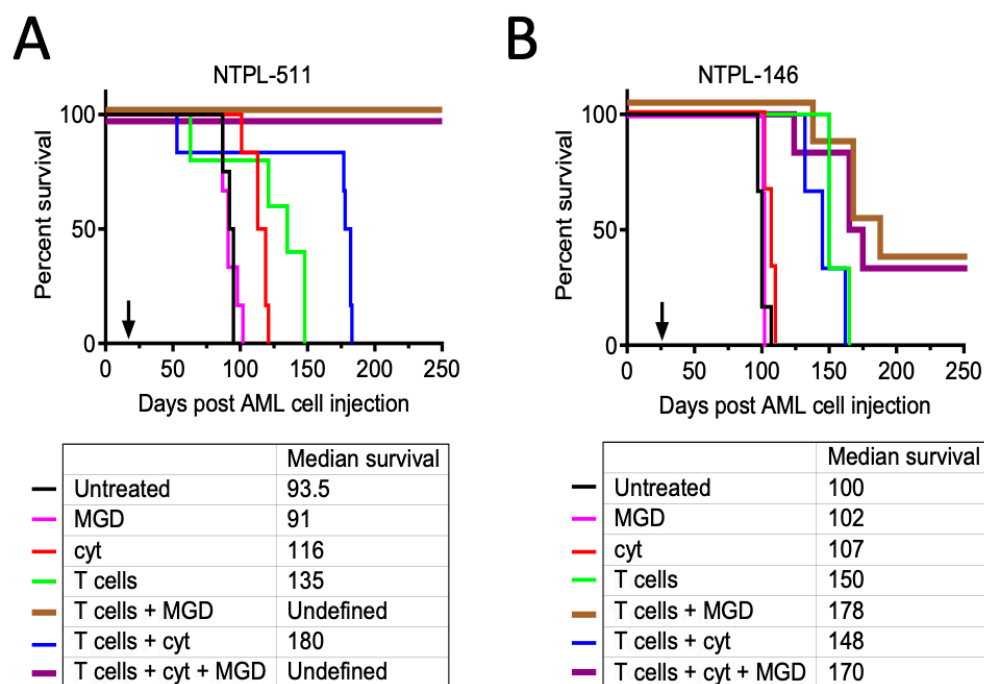 A
NTPL-511
Percent survival
100
50
0
0 50 100 150 200 250
Days post AML cell injection
Median survival
Untreated 93.5
MGD 91
cyt 116
T cells 135
T cells + MGD Undefined
T cells + cyt 180
T cells + cyt + MGD Undefined
B
NTPL-146
Percent survival
100
50
0
0 50 100 150 200 250
Days post AML cell injection
Median survival
Untreated 100
MGD 102
cyt 107
T cells 150
T cells + MGD 178
T cells + cyt 148
T cells + cyt + MGD 170